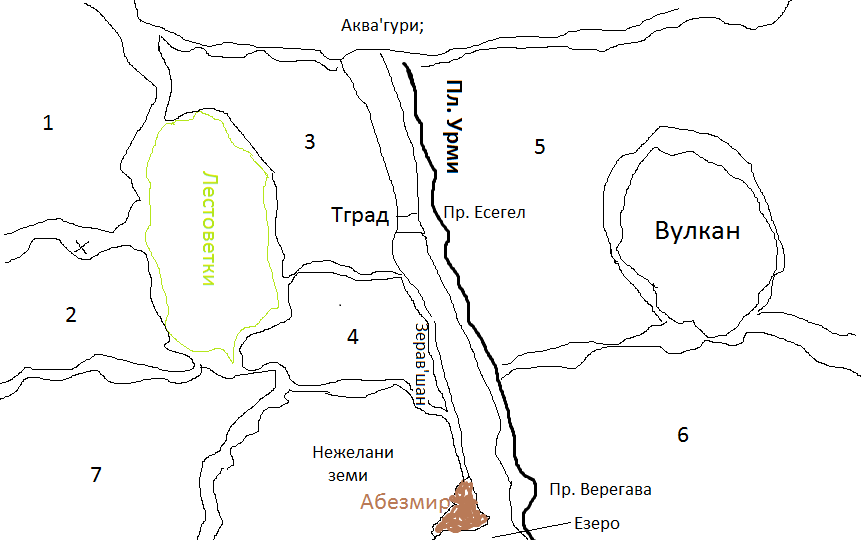 Аква'гури;
Пл. Урми
1
3
5
Лестоветки
Тград
Пр. Есегел
Вулкан
2
4
Зерав'шан
6
7
Нежелани
земи
Абезмир
Пр. Верегава
Езеро